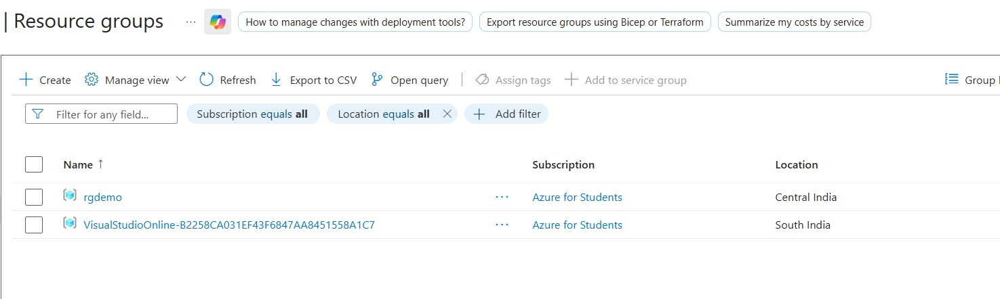 | Resource groups ... How to manage changes with deployment tools? Export resource groups using Bicep or Terraform Summarize my costs by service
Create Manage view Refresh Export to CSV Open query Assign tags Add to service group Group
Filter for any field... Subscription equals all Location equals all Add filter
Name ↑ Subscription Location
rgdemo ... Azure for Students Central India
VisualStudioOnline-B2258CA031EF43F6847AA8451558A1C7 ... Azure for Students South India